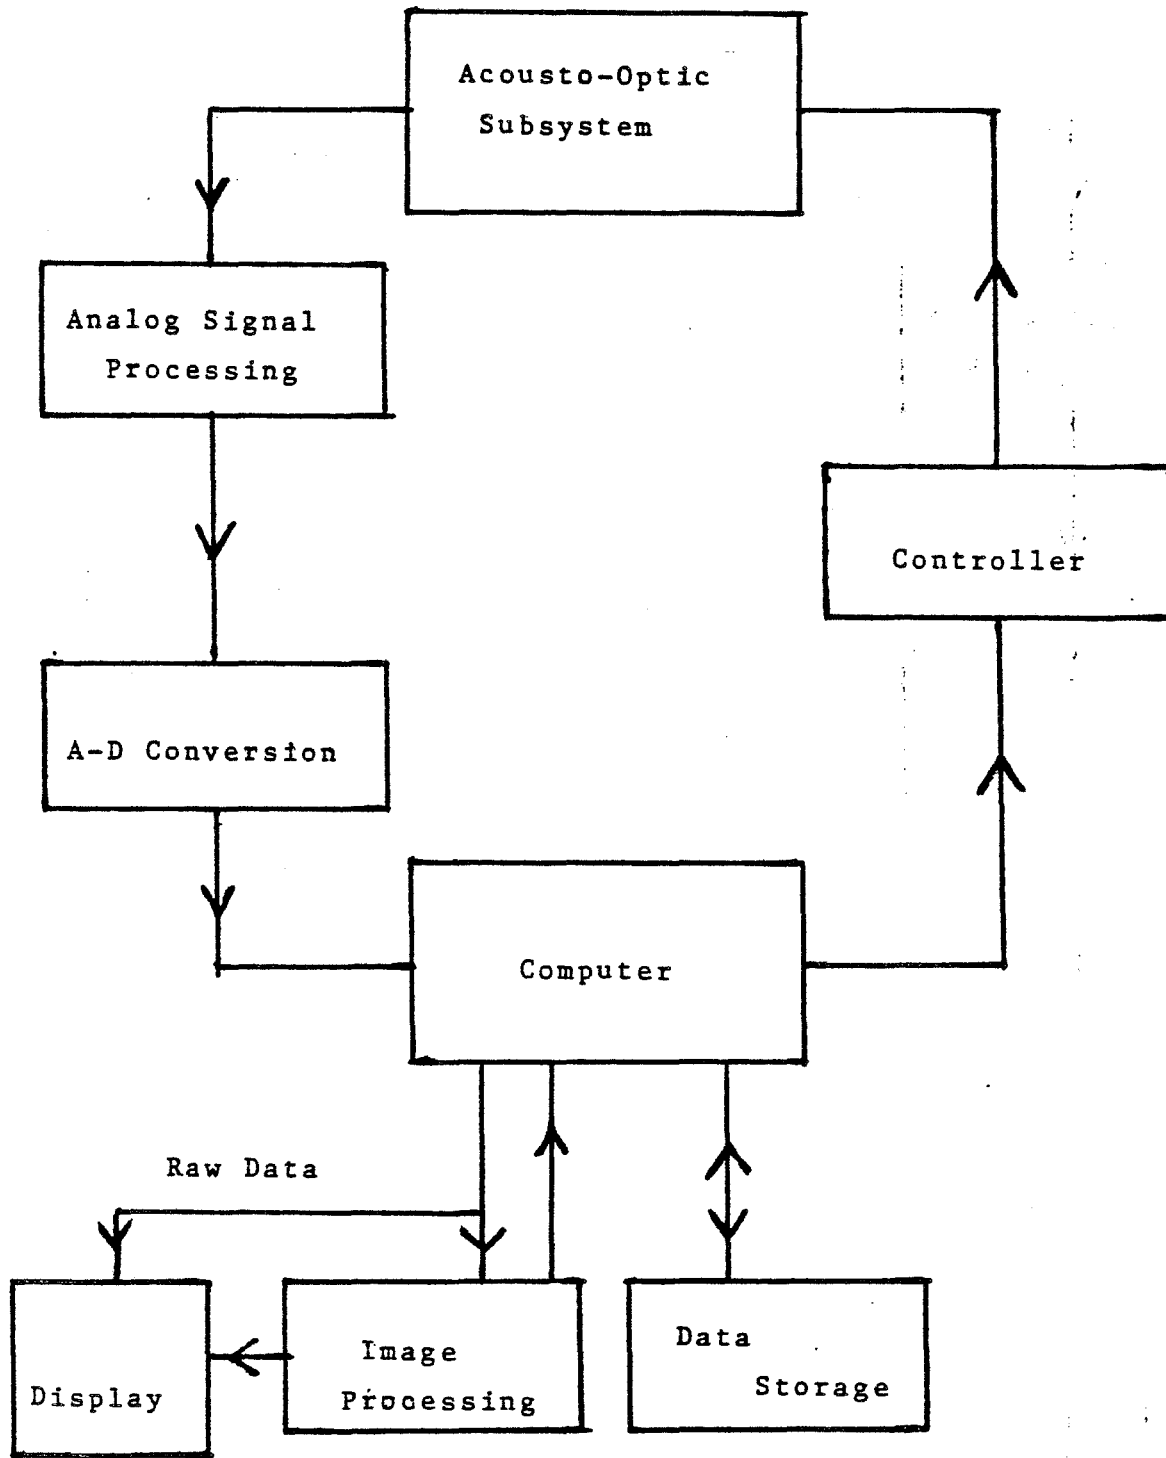 Acousto-Optic
Subsystem
Analog Signal
Processing
Controller
A-D Conversion
Computer
Raw Data
Display
Image
Processing
Data
Storage